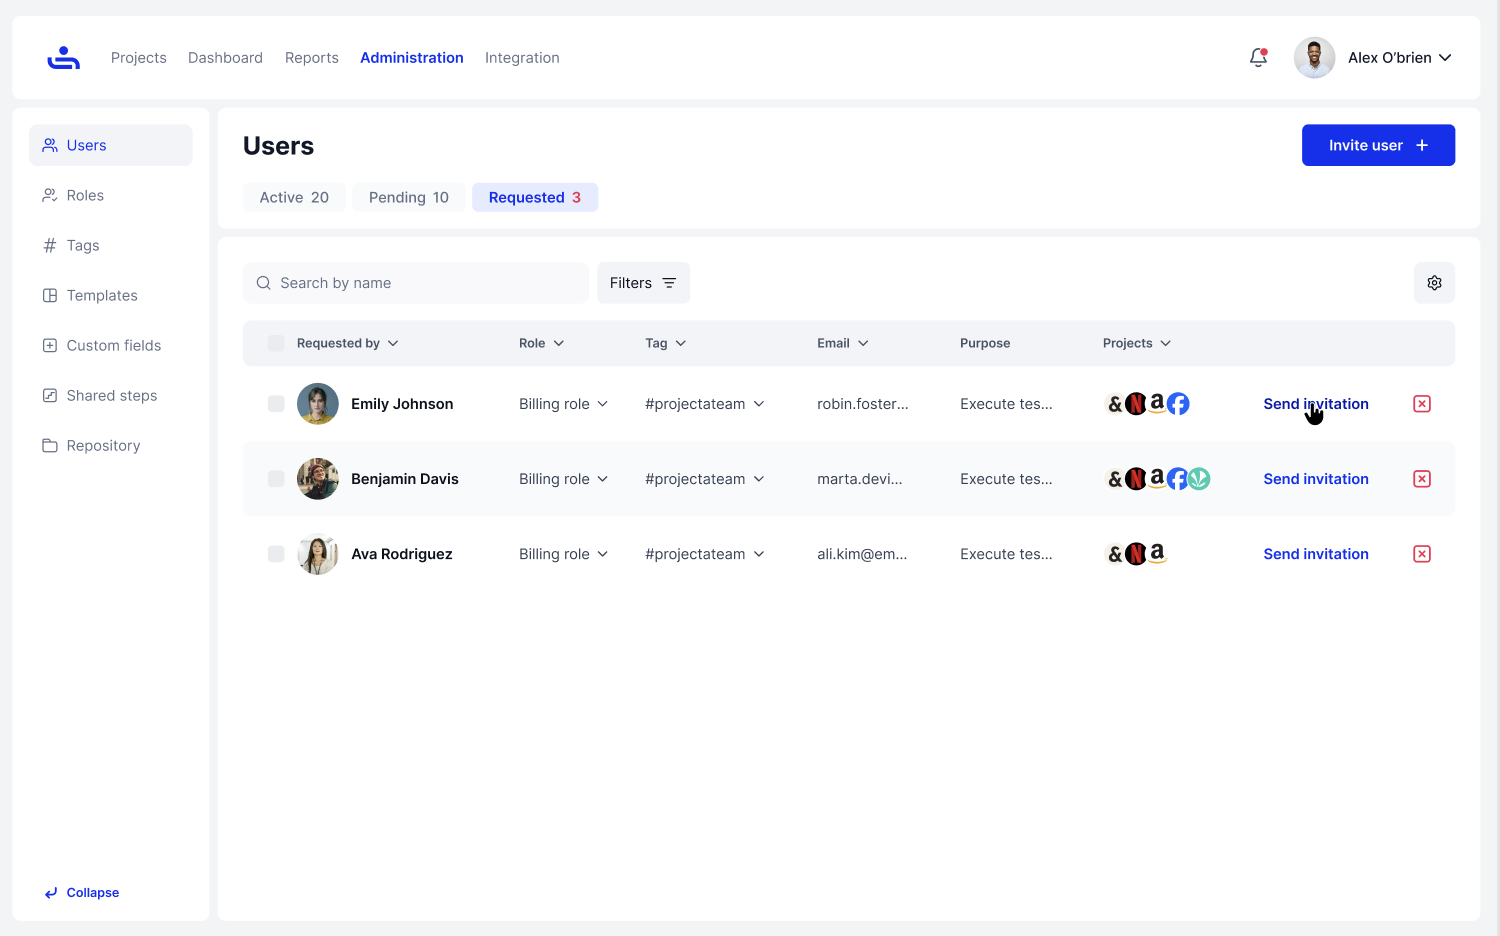 Projects Dashboard Reports Administration Integration Alex O'brien
Users
Roles
Tags
Templates
Custom fields
Shared steps
Repository
Collapse
Users
Invite user
Active 20 Pending 10 Requested 3
Search by name Filters
Requested by Role Tag Email Purpose Projects
Emily Johnson Billing role #projectateam robin.foster... Execute tes... & N a f Send invitation
Benjamin Davis Billing role #projectateam marta.devi... Execute tes... & N a f Send invitation
Ava Rodriguez Billing role #projectateam ali.kim@em... Execute tes... & N a Send invitation